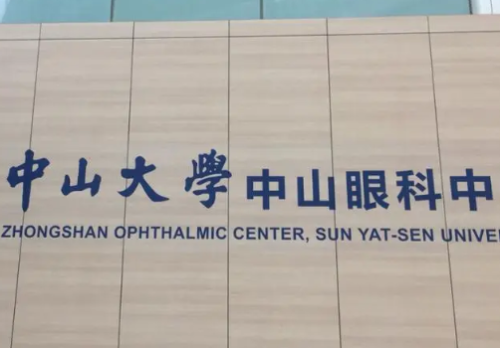 中山大學中山眼科中
ZHONGSHAN OPHTHALMIC CENTER, SUN YAT-SEN UNIVE